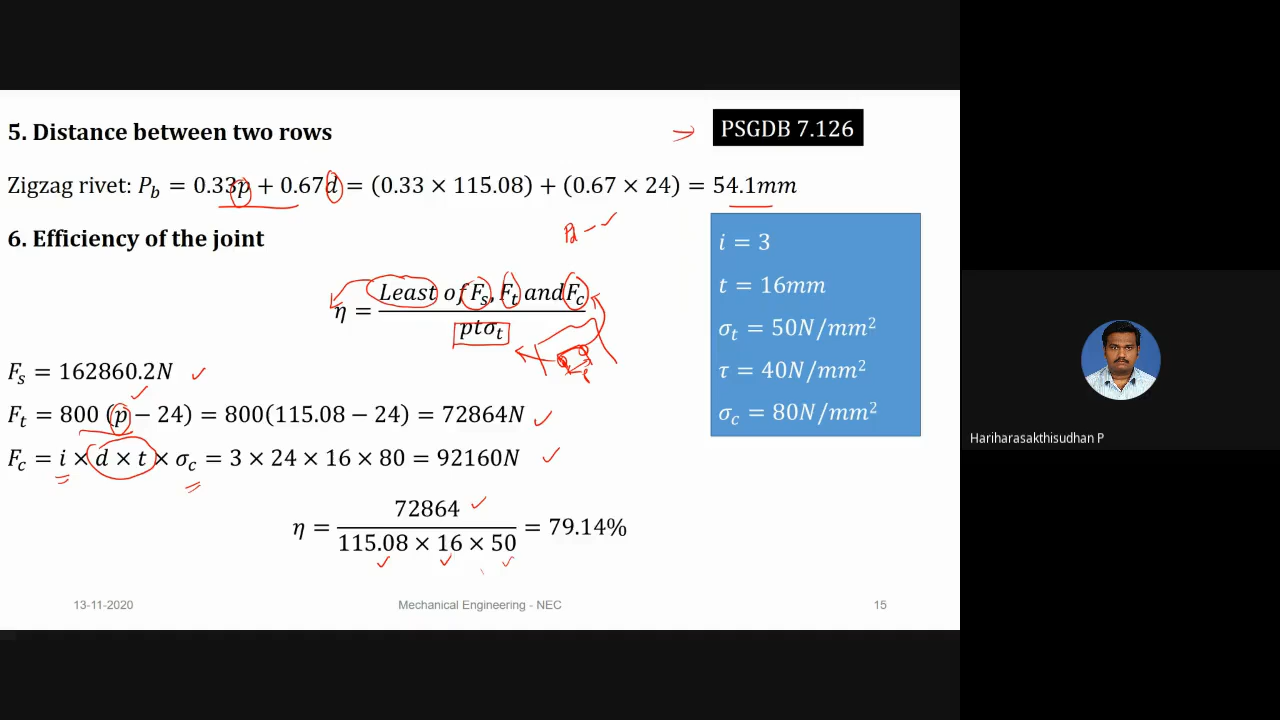 5. Distance between two rows
PSGDB 7.126
Zigzag rivet: P_b = 0.33p + 0.67d = (0.33 × 115.08) + (0.67 × 24) = 54.1mm
6. Efficiency of the joint
η = Least of F_s, F_t and F_c / ptσ_t
i = 3
t = 16mm
σ_t = 50N/mm²
τ = 40N/mm²
σ_c = 80N/mm²
F_s = 162860.2N
F_t = 800 (p − 24) = 800(115.08 − 24) = 72864N
F_c = i × d × t × σ_c = 3 × 24 × 16 × 80 = 92160N
η = 72864 / 115.08 × 16 × 50 = 79.14%
13-11-2020
Mechanical Engineering - NEC
15
Hariharasakthisudhan P